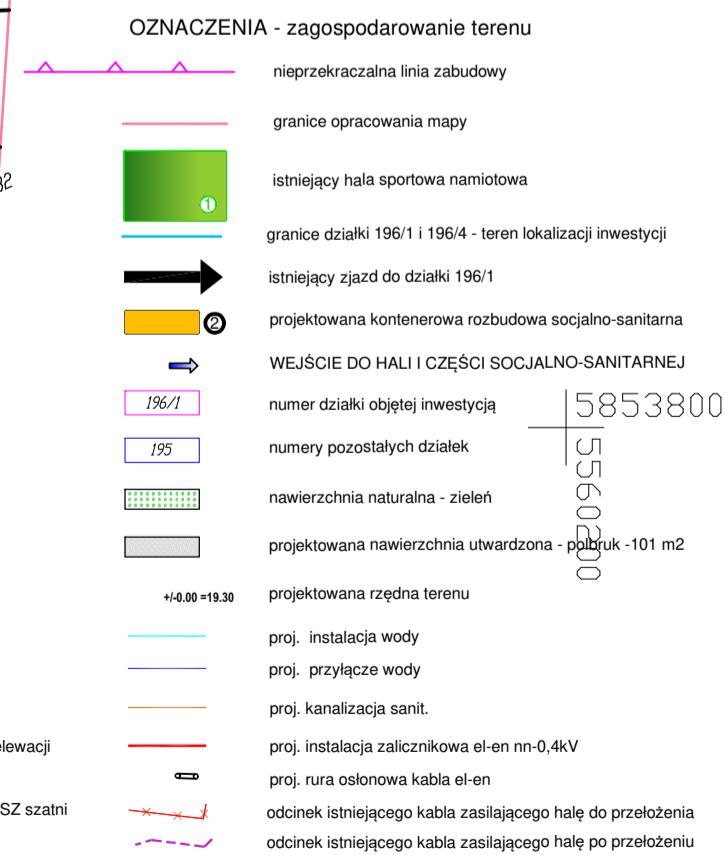 OZNACZENIA - zagospodarowanie terenu
nieprzekraczalna linia zabudowy
granice opracowania mapy
istniejący hala sportowa namiotowa
1
granice działki 196/1 i 196/4 - teren lokalizacji inwestycji
istniejący zjazd do działki 196/1
projektowana kontenerowa rozbudowa socjalno-sanitarna
2
WEJŚCIE DO HALI I CZĘŚCI SOCJALNO-SANITARNEJ
196/1 numer działki objętej inwestycją
5853800
5560200
195 numery pozostałych działek
nawierzchnia naturalna - zieleń
projektowana nawierzchnia utwardzona - polbruk -101 m2
+/-0.00 =19.30 projektowana rzędna terenu
proj. instalacja wody
proj. przyłącze wody
proj. kanalizacja sanit.
elewacji
proj. instalacja zalicznikowa el-en nn-0,4kV
proj. rura osłonowa kabla el-en
SZ szatni
odcinek istniejącego kabla zasilającego halę do przełożenia
odcinek istniejącego kabla zasilającego halę po przełożeniu